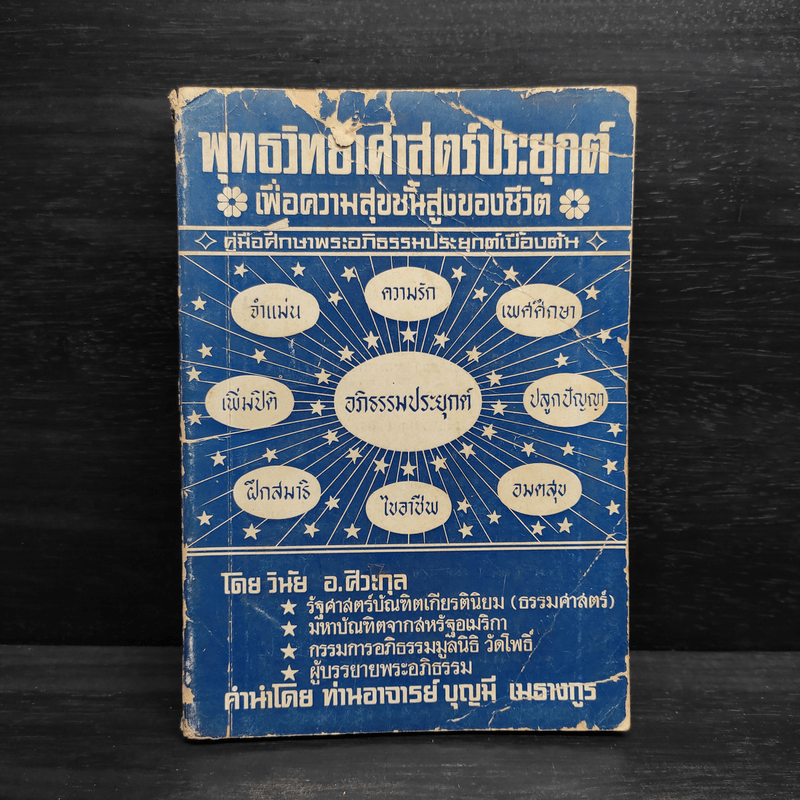 พุทธวิทยาศาสตร์ประยุกต์
เพื่อความสุขชั้นสูงของชีวิต
คู่มือศึกษาพระอภิธรรมประยุกต์เบื้องต้น
จำแม่น
ความรัก
เพศศึกษา
เพิ่มปิติ
อภิธรรมประยุกต์
ปลูกปัญญา
ฝึกสมาธิ
ไขอาชีพ
อมตสุข
โดย วินัย อ.ศิวะกุล
★ รัฐศาสตร์บัณฑิตเกียรตินิยม (ธรรมศาสตร์)
★ มหาบัณฑิตจากสหรัฐอเมริกา
★ กรรมการอภิธรรมมูลนิธิ วัดโพธิ์
★ ผู้บรรยายพระอภิธรรม
คำนำโดย ท่านอาจารย์ บุญมี เมธางกูร